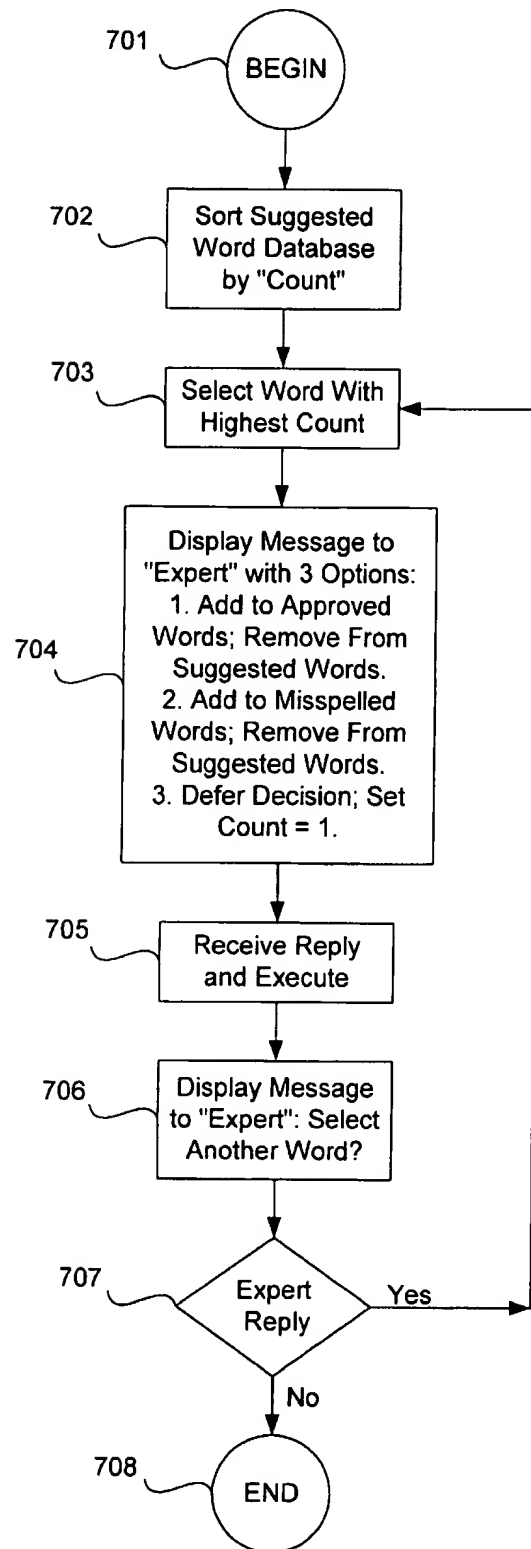 701
BEGIN
702
Sort Suggested
Word Database
by "Count"
703
Select Word With
Highest Count
704
Display Message to
"Expert" with 3 Options:
1. Add to Approved
Words; Remove From
Suggested Words.
2. Add to Misspelled
Words; Remove From
Suggested Words.
3. Defer Decision; Set
Count = 1.
705
Receive Reply
and Execute
706
Display Message
to "Expert": Select
Another Word?
707
Expert
Reply
Yes
No
708
END